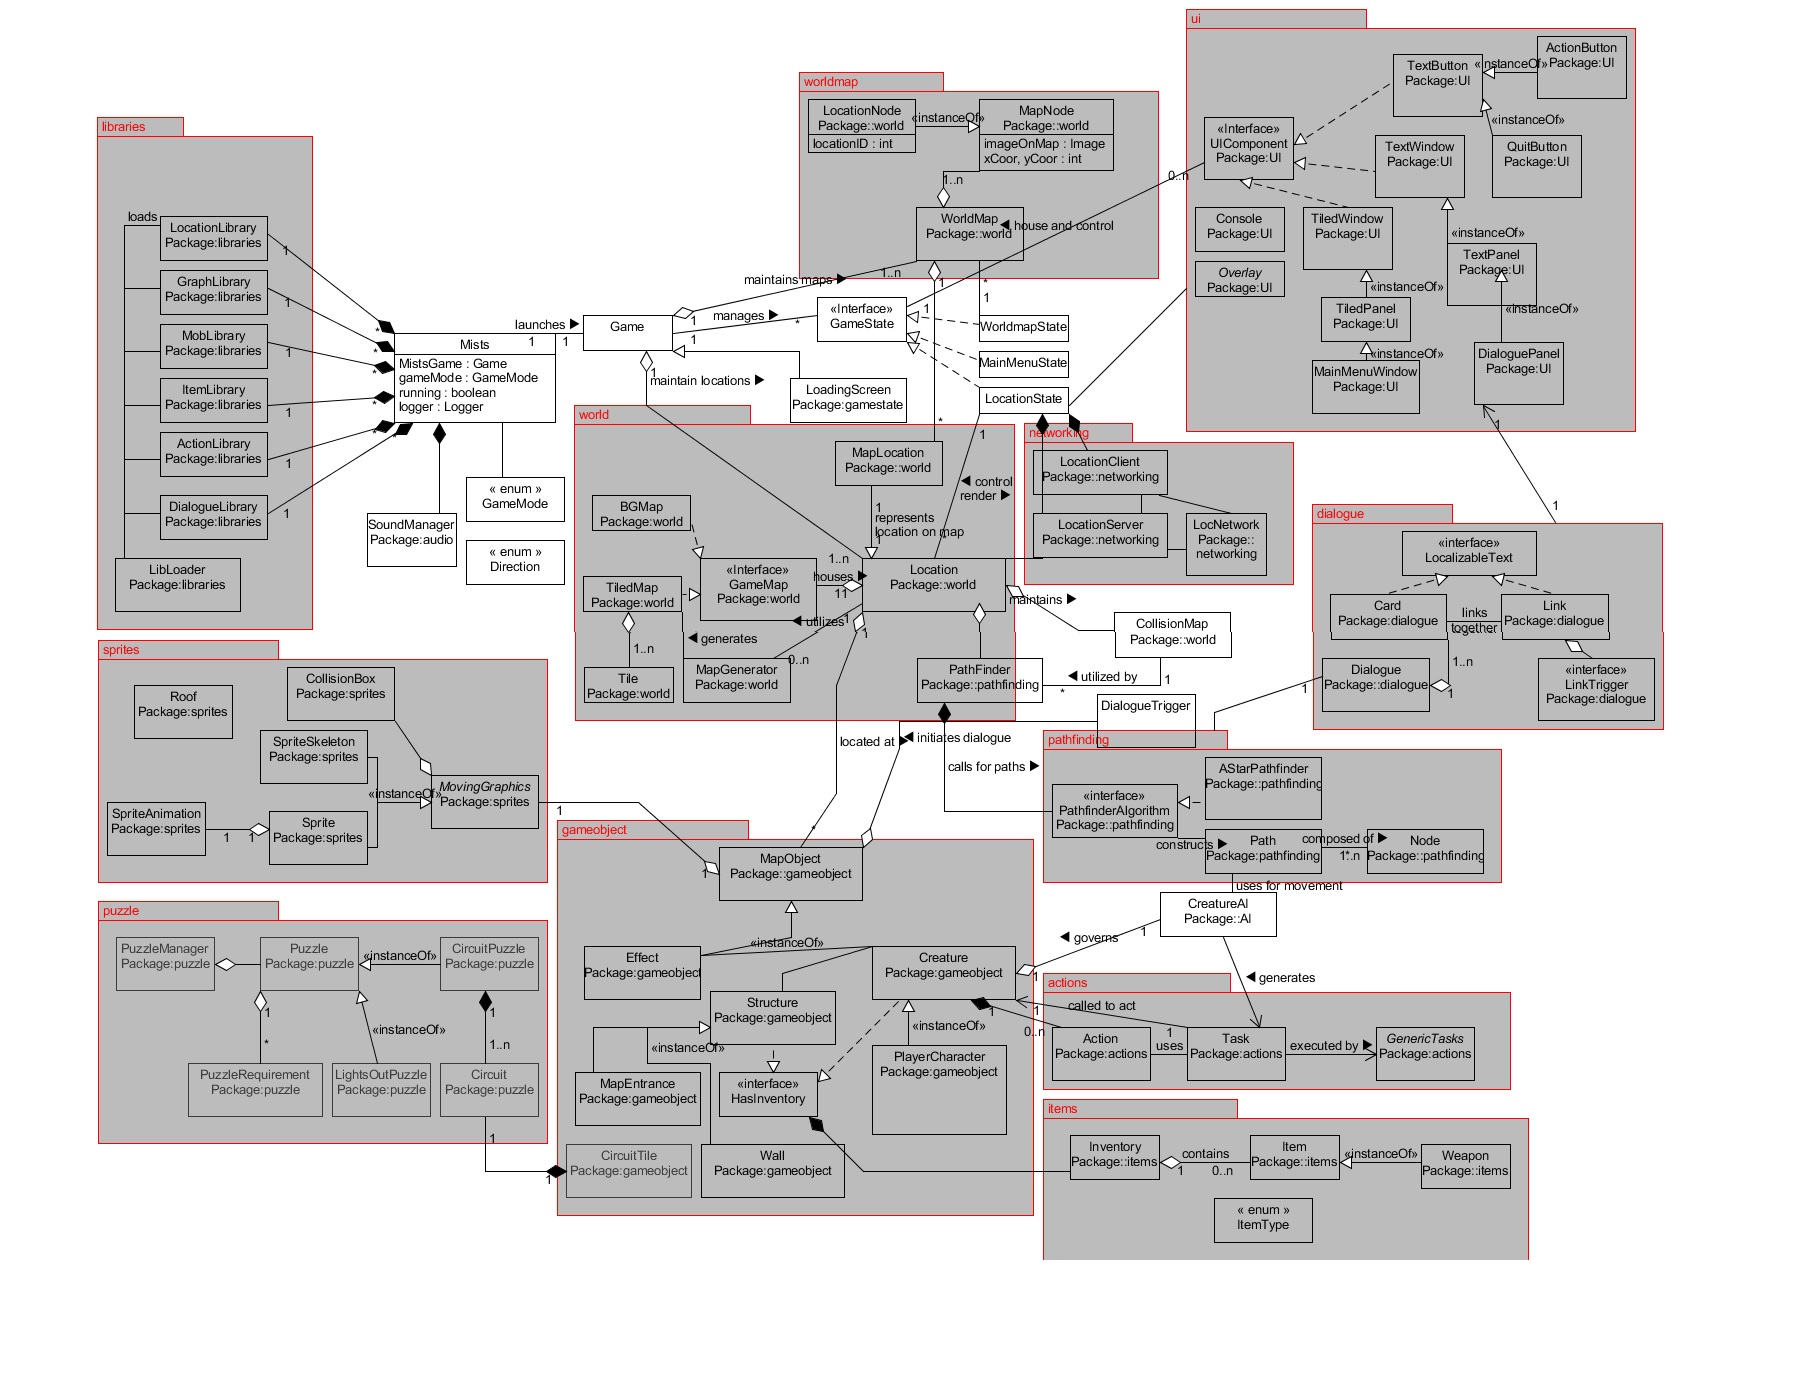 ui
ActionButton
Package:UI
«instanceOf»
TextButton
Package:UI
«instanceOf»
«Interface»
UIComponent
Package:UI
TextWindow
Package:UI
QuitButton
Package:UI
0..n
Console
Package:UI
TiledWindow
Package:UI
«instanceOf»
TextPanel
Package:UI
Overlay
Package:UI
«instanceOf»
«instanceOf»
TiledPanel
Package:UI
«instanceOf»
DialoguePanel
Package:UI
MainMenuWindow
Package:UI
1
1
worldmap
LocationNode
Package::world
locationID : int
«instanceOf»
MapNode
Package::world
imageOnMap : Image
xCoor, yCoor : int
1..n
WorldMap
Package::world
house and control
1..n
1
*
1
libraries
loads
LocationLibrary
Package:libraries
1
GraphLibrary
Package:libraries
1
MobLibrary
Package:libraries
1
ItemLibrary
Package:libraries
1
ActionLibrary
Package:libraries
1
DialogueLibrary
Package:libraries
1
LibLoader
Package:libraries
*
*
*
*
*
*
Mists
MistsGame : Game
gameMode : GameMode
running : boolean
logger : Logger
launches
1
1
Game
maintains maps
1
manages
1
*
«Interface»
GameState
1
WorldmapState
MainMenuState
LocationState
LoadingScreen
Package:gamestate
1
maintain locations
SoundManager
Package:audio
« enum »
GameMode
« enum »
Direction
world
*
1
MapLocation
Package::world
control
render
1
represents
location on map
1
*
BGMap
Package:world
«Interface»
GameMap
Package:world
1..n
houses
1 1
Location
Package::world
TiledMap
Package:world
utilizes
1
1
generates
1..n
0..n
Tile
Package:world
MapGenerator
Package:world
PathFinder
Package:pathfinding
networking
LocationClient
Package::networking
LocationServer
Package:networking
LocNetwork
Package::
networking
maintains
CollisionMap
Package:world
utilized by
1
*
DialogueTrigger
initiates dialogue
located at
calls for paths
dialogue
«interface»
LocalizableText
Card
Package:dialogue
links
together
Link
Package:dialogue
1..n
1
Dialogue
Package::dialogue
1
«interface»
LinkTrigger
Package:dialogue
sprites
Roof
Package:sprites
CollisionBox
Package:sprites
SpriteSkeleton
Package:sprites
«instanceOf»
MovingGraphics
Package:sprites
SpriteAnimation
Package:sprites
1
1
Sprite
Package:sprites
1
1
pathfinding
AStarPathfinder
Package::pathfinding
«interface»
PathfinderAlgorithm
Package::pathfinding
constructs
Path
Package:pathfinding
composed of
1
*..n
Node
Package::pathfinding
uses for movement
CreatureAI
Package::AI
governs
1
1
generates
gameobject
*
MapObject
Package::gameobject
«instanceOf»
Effect
Package:gameobject
Creature
Package:gameobject
Structure
Package:gameobject
«instanceOf»
«instanceOf»
PlayerCharacter
Package:gameobject
MapEntrance
Package:gameobject
«interface»
HasInventory
CircuitTile
Package:gameobject
Wall
Package:gameobject
puzzle
PuzzleManager
Package:puzzle
Puzzle
Package:puzzle
«instanceOf»
CircuitPuzzle
Package:puzzle
1
*
«instanceOf»
1
1..n
PuzzleRequirement
Package:puzzle
LightsOutPuzzle
Package:puzzle
Circuit
Package:puzzle
1
1
actions
called to act
1
1
0..n
Action
Package:actions
uses
1
Task
Package:actions
executed by
GenericTasks
Package:actions
items
Inventory
Package::items
contains
1
0..n
Item
Package::items
«instanceOf»
Weapon
Package::items
« enum »
ItemType